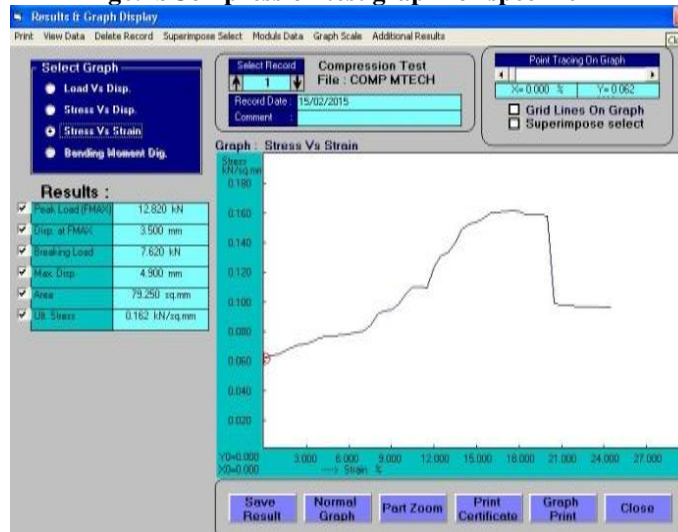 Results & Graph Display
Print View Data Delete Record Superimpose Select Moduls Data Graph Scale Additional Results
Select Graph
Load Vs Disp.
Stress Vs Disp.
Stress Vs Strain
Bending Moment Dig.
Select Record
1
Compression Test
File : COMP MTECH
Record Date : 15/02/2015
Comment :
Point Tracing On Graph
X= 0.000 % Y= 0.062
Grid Lines On Graph
Superimpose select
Results :
Peak Load (FMAX) 12.820 kN
Disp. at FMAX 3.500 mm
Breaking Load 7.620 kN
Max. Disp 4.900 mm
Area 79.250 sq.mm
Ult. Stress 0.162 kN/sq.mm
Graph : Stress Vs Strain
Stress
kN/sq.mm
0.180
0.160
0.140
0.120
0.100
0.080
0.060
0.040
0.020
Y0=0.000
X0=0.000
3.000 6.000 9.000 12.000 15.000 18.000 21.000 24.000 27.000
---> Strain %
Save Result
Normal Graph
Part Zoom
Print Certificate
Graph Print
Close